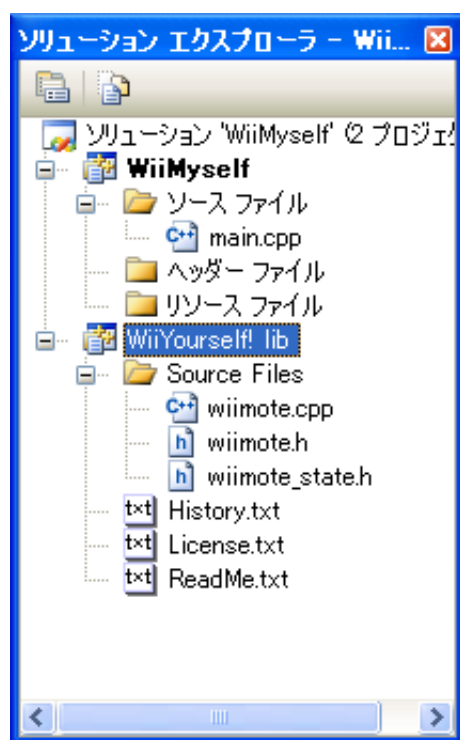 ソリューション エクスプローラ - Wii...
ソリューション 'WiiMyself' (2 プロジェク
WiiMyself
ソース ファイル
main.cpp
ヘッダー ファイル
リソース ファイル
WiiYourself! lib
Source Files
wiimote.cpp
wiimote.h
wiimote_state.h
History.txt
License.txt
ReadMe.txt